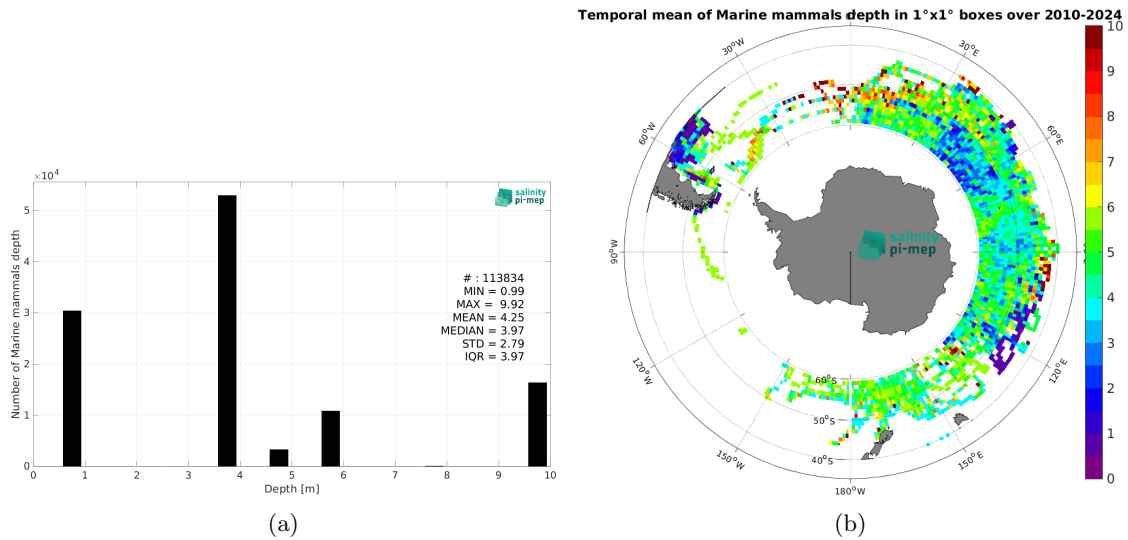 Temporal mean of Marine mammals depth in 1°x1° boxes over 2010-2024
×10⁴
5
4
3
2
1
0
Number of Marine mammals depth
salinity
pi-mep
# : 113834
MIN = 0.99
MAX = 9.92
MEAN = 4.25
MEDIAN = 3.97
STD = 2.79
IQR = 3.97
0 1 2 3 4 5 6 7 8 9 10
Depth [m]
(a)
30°W
30°E
60°W
60°E
90°W
salinity
pi-mep
120°W
120°E
150°W
150°E
180°W
60°S
50°S
40°S
10
9
8
7
6
5
4
3
2
1
0
(b)